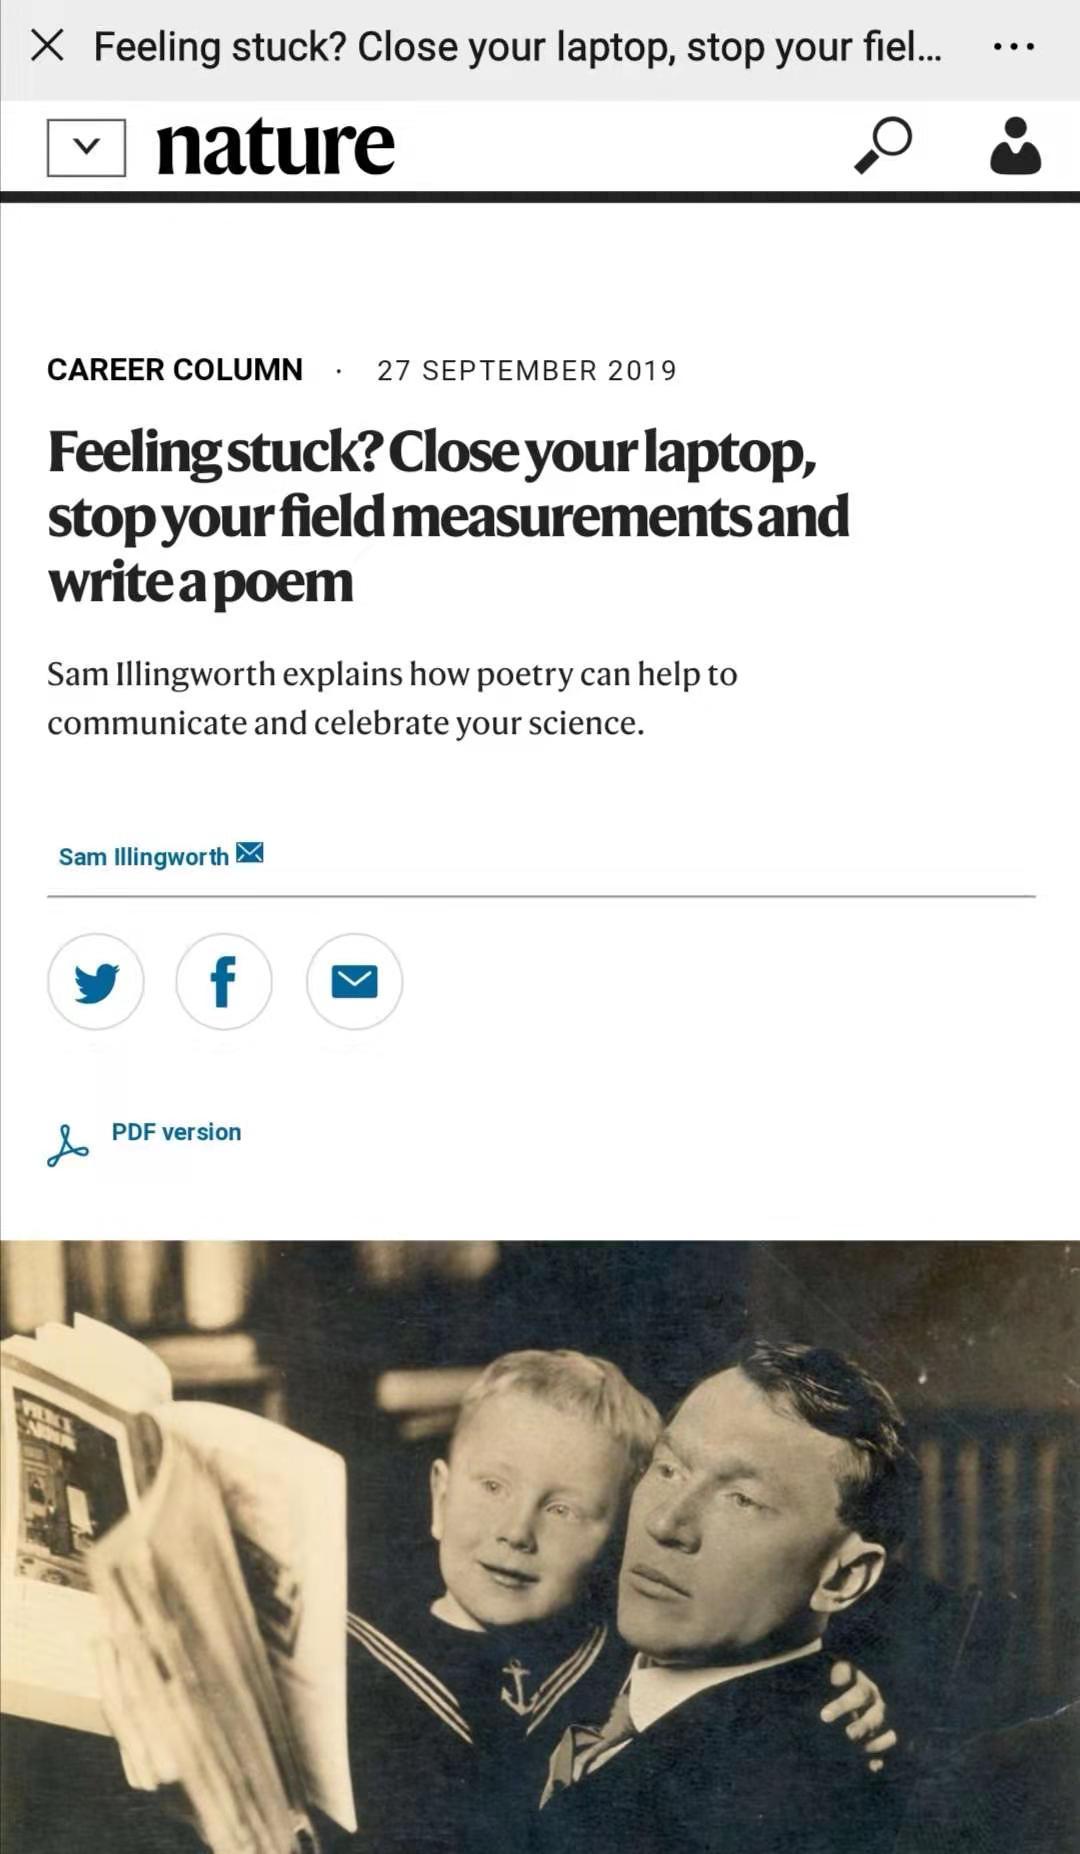 Feeling stuck? Close your laptop, stop your fiel...
nature
CAREER COLUMN · 27 SEPTEMBER 2019
Feeling stuck? Close your laptop,
stop your field measurements and
write a poem
Sam Illingworth explains how poetry can help to
communicate and celebrate your science.
Sam Illingworth
PDF version